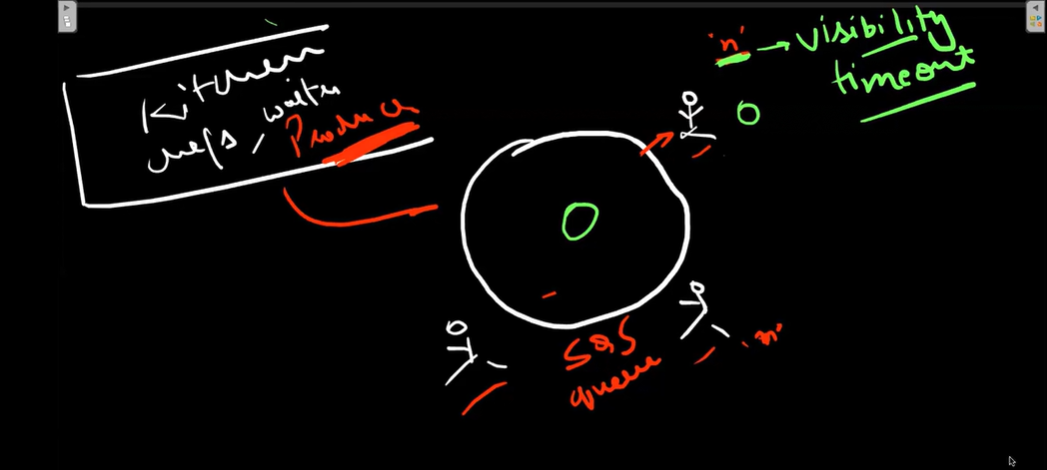 Kitchen
chefs, waiter
Producer
'n' → visibility
timeout
SQS
queue
'n'